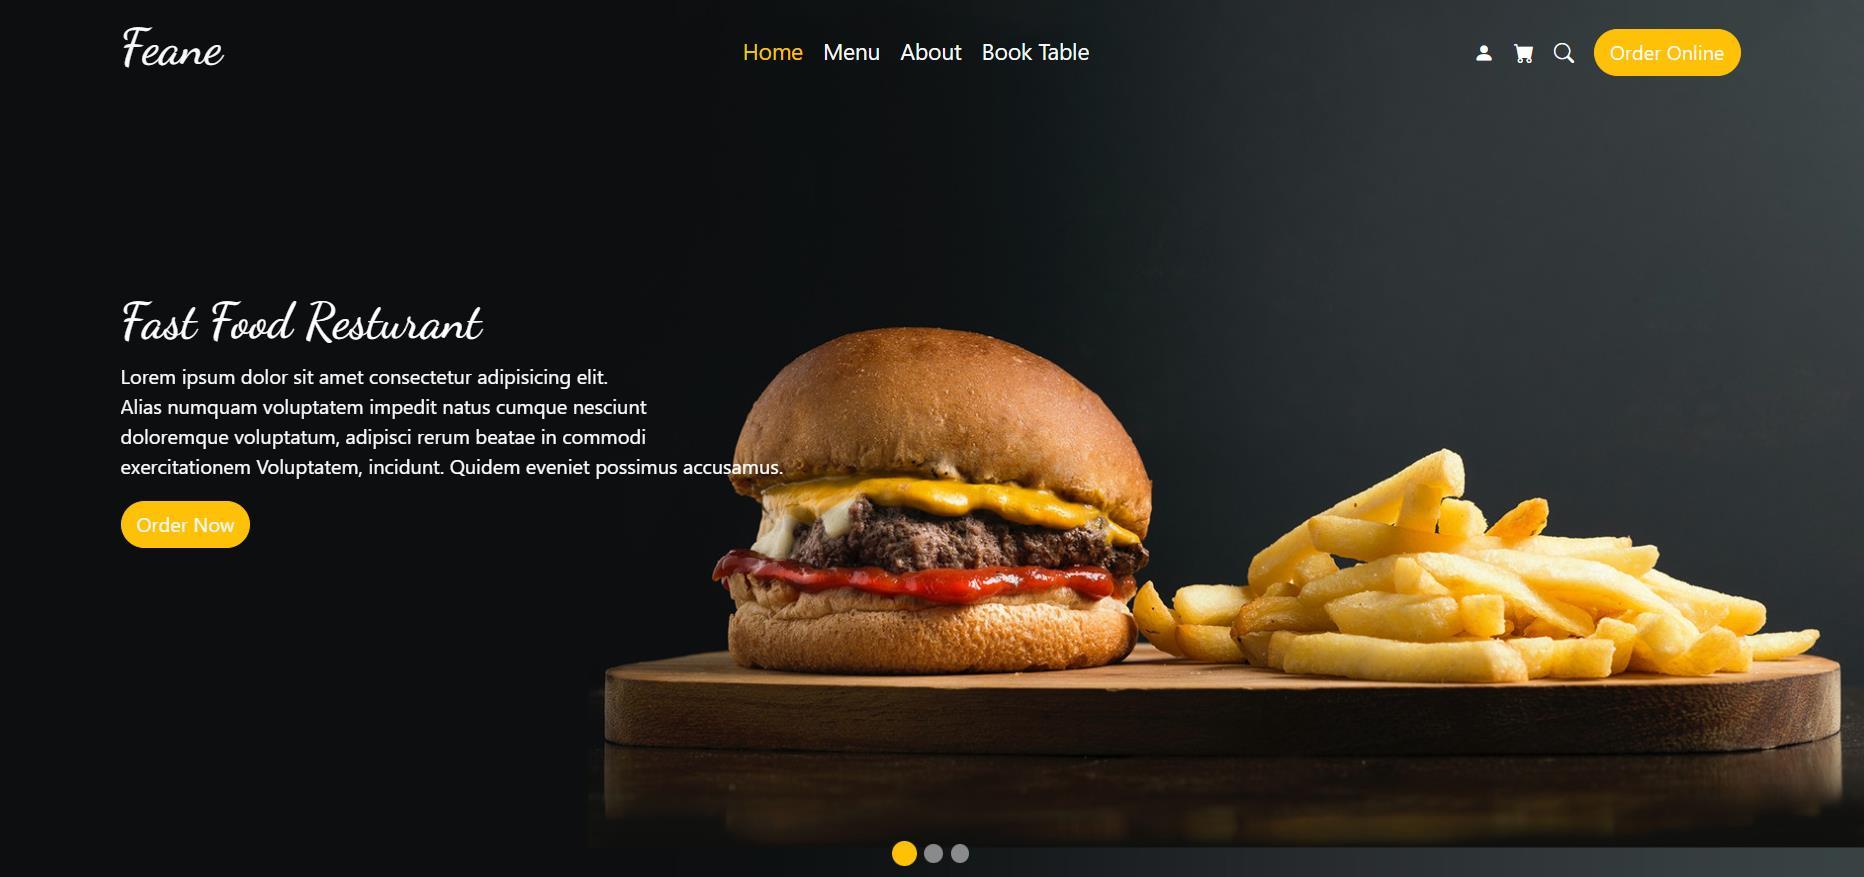 Feane
Home Menu About Book Table
Order Online
Fast Food Resturant
Lorem ipsum dolor sit amet consectetur adipisicing elit.
Alias numquam voluptatem impedit natus cumque nesciunt
doloremque voluptatum, adipisci rerum beatae in commodi
exercitationem Voluptatem, incidunt. Quidem eveniet possimus accusamus.
Order Now